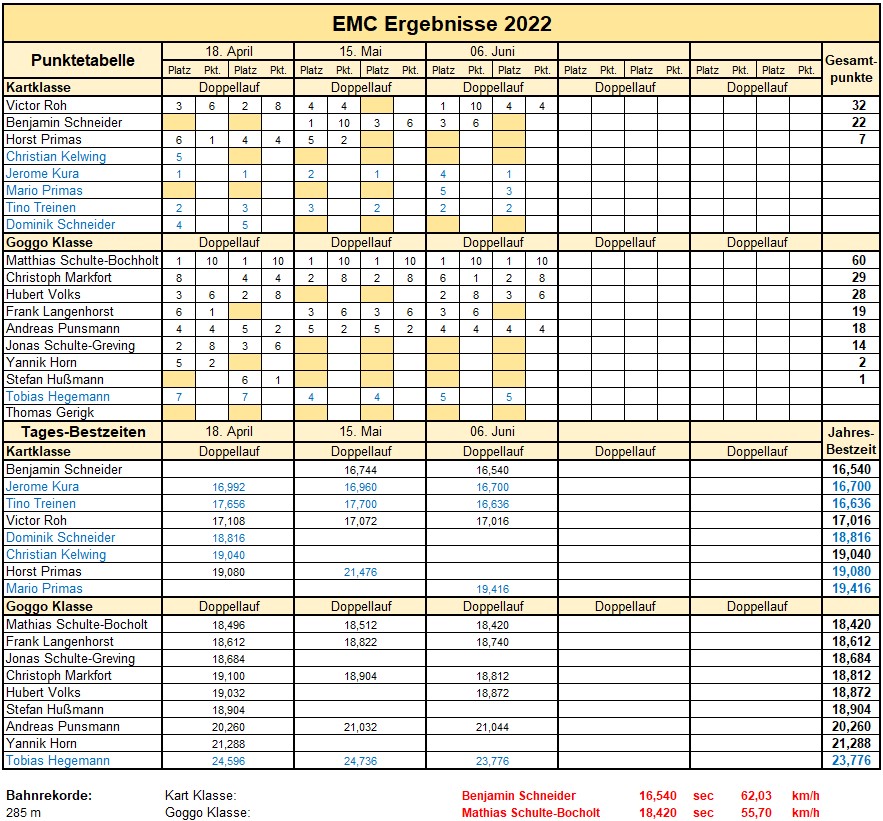 EMC Ergebnisse 2022
Punktetabelle 18. April 15. Mai 06. Juni Gesamt-punkte
Platz Pkt. Platz Pkt. Platz Pkt. Platz Pkt. Platz Pkt. Platz Pkt. Platz Pkt. Platz Pkt. Platz Pkt. Platz Pkt.
Kartklasse Doppellauf Doppellauf Doppellauf Doppellauf Doppellauf
Victor Roh 3 6 2 8 4 4 1 10 4 4 32
Benjamin Schneider 1 10 3 6 3 6 22
Horst Primas 6 1 4 4 5 2 7
Christian Kelwing 5
Jerome Kura 1 1 2 1 4 1
Mario Primas 5 3
Tino Treinen 2 3 3 2 2 2
Dominik Schneider 4 5
Goggo Klasse Doppellauf Doppellauf Doppellauf Doppellauf Doppellauf
Matthias Schulte-Bochholt 1 10 1 10 1 10 1 10 1 10 1 10 60
Christoph Markfort 8 4 4 2 8 2 8 6 1 2 8 29
Hubert Volks 3 6 2 8 2 8 3 6 28
Frank Langenhorst 6 1 3 6 3 6 3 6 19
Andreas Punsmann 4 4 5 2 5 2 5 2 4 4 4 4 18
Jonas Schulte-Greving 2 8 3 6 14
Yannik Horn 5 2 2
Stefan Hußmann 6 1 1
Tobias Hegemann 7 7 4 4 5 5
Thomas Gerigk
Tages-Bestzeiten 18. April 15. Mai 06. Juni Jahres-Bestzeit
Kartklasse Doppellauf Doppellauf Doppellauf Doppellauf Doppellauf
Benjamin Schneider 16,744 16,540 16,540
Jerome Kura 16,992 16,960 16,700 16,700
Tino Treinen 17,656 17,700 16,636 16,636
Victor Roh 17,108 17,072 17,016 17,016
Dominik Schneider 18,816 18,816
Christian Kelwing 19,040 19,040
Horst Primas 19,080 21,476 19,080
Mario Primas 19,416 19,416
Goggo Klasse Doppellauf Doppellauf Doppellauf Doppellauf Doppellauf
Mathias Schulte-Bocholt 18,496 18,512 18,420 18,420
Frank Langenhorst 18,612 18,822 18,740 18,612
Jonas Schulte-Greving 18,684 18,684
Christoph Markfort 19,100 18,904 18,812 18,812
Hubert Volks 19,032 18,872 18,872
Stefan Hußmann 18,904 18,904
Andreas Punsmann 20,260 21,032 21,044 20,260
Yannik Horn 21,288 21,288
Tobias Hegemann 24,596 24,736 23,776 23,776
Bahnrekorde: Kart Klasse: Benjamin Schneider 16,540 sec 62,03 km/h
285 m Goggo Klasse: Mathias Schulte-Bocholt 18,420 sec 55,70 km/h